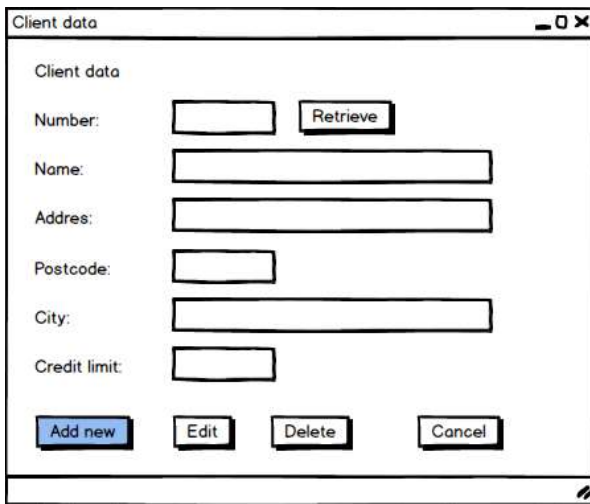 Client data
Client data
Number: Retrieve
Name:
Addres:
Postcode:
City:
Credit limit:
Add new Edit Delete Cancel